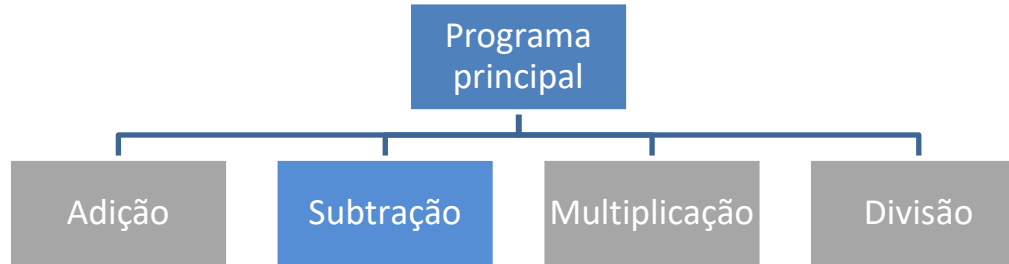 Programa
principal
Adição
Subtração
Multiplicação
Divisão